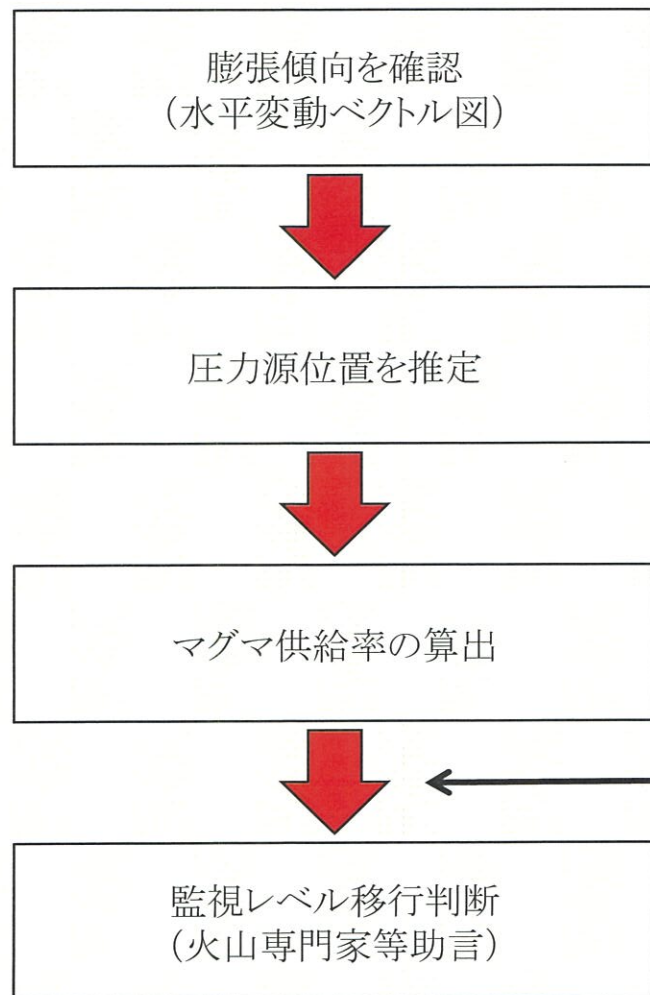 膨張傾向を確認
(水平変動ベクトル図)
圧力源位置を推定
マグマ供給率の算出
監視レベル移行判断
(火山専門家等助言)